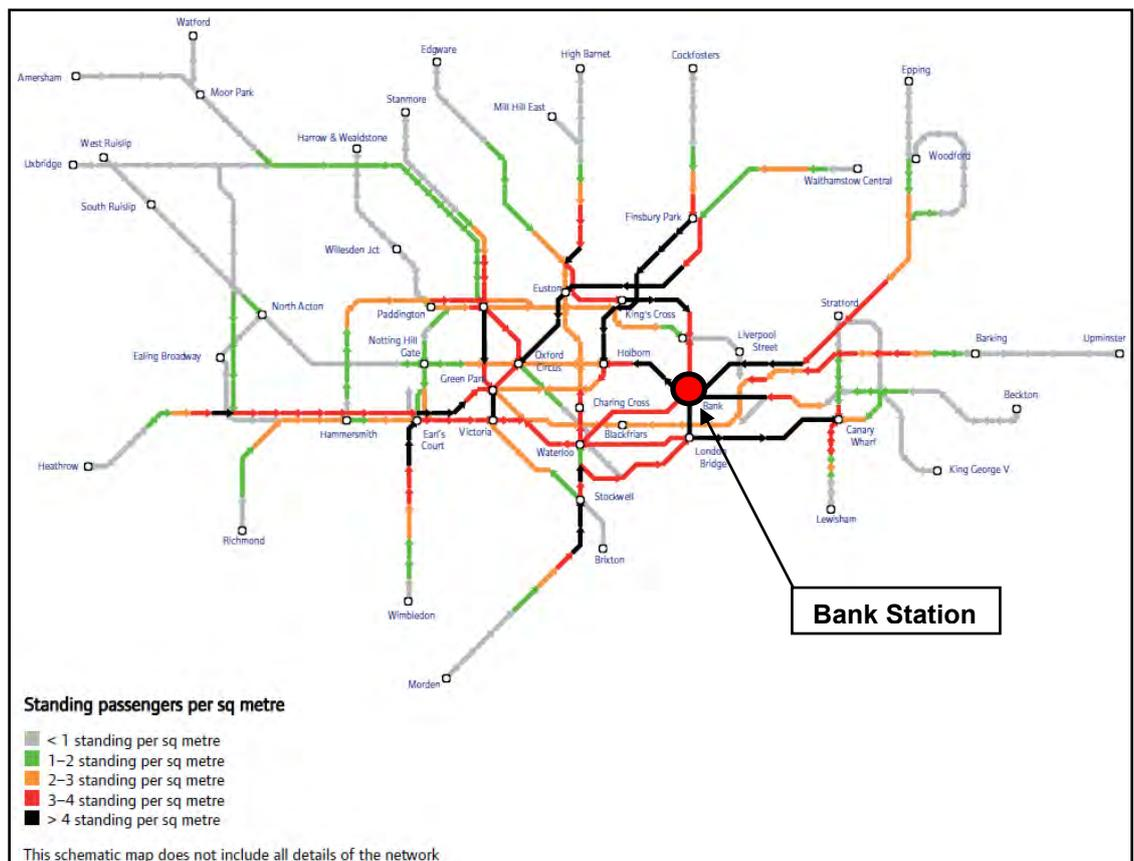 Watford
Edgware
High Barnet
Cockfosters
Epping
Amersham
Moor Park
Stanmore
Mill Hill East
Harrow & Wealdstone
West Ruislip
Uxbridge
Woodford
Walthamstow Central
South Ruislip
Finsbury Park
Willesden Jct
Euston
North Acton
Paddington
King's Cross
Stratford
Notting Hill
Gate
Liverpool
Street
Barking
Upminster
Ealing Broadway
Oxford
Circus
Holborn
Green Park
Charing Cross
Bank
Beckton
Hammersmith
Earl's
Court
Victoria
Blackfriars
Canary
Wharf
Waterloo
London
Bridge
Heathrow
King George V
Stockwell
Lewisham
Richmond
Brixton
Wimbledon
Bank Station
Morden
Standing passengers per sq metre
< 1 standing per sq metre
1–2 standing per sq metre
2–3 standing per sq metre
3–4 standing per sq metre
> 4 standing per sq metre
This schematic map does not include all details of the network